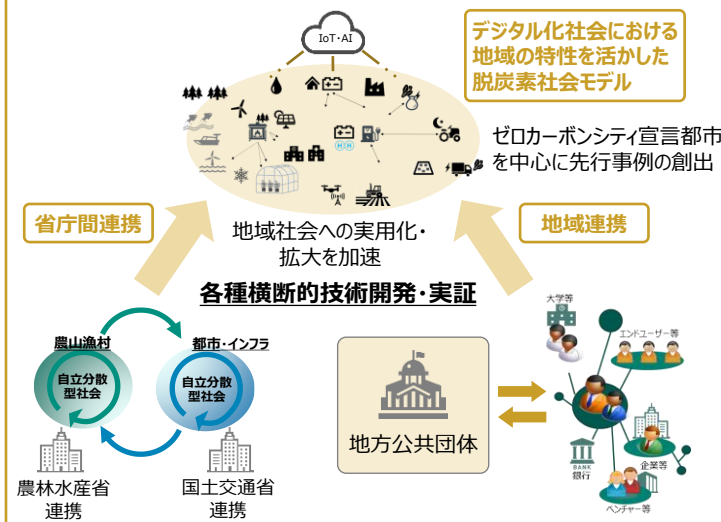 IoT・AI
デジタル化社会における
地域の特性を活かした
脱炭素社会モデル
ゼロカーボンシティ宣言都市
を中心に先行事例の創出
省庁間連携
地域連携
地域社会への実用化・
拡大を加速
各種横断的技術開発・実証
農山漁村
都市・インフラ
自立分散
型社会
自立分散
型社会
農林水産省
連携
国土交通省
連携
地方公共団体
大学等
エンドユーザー等
BANK
銀行
企業等
ベンチャー等